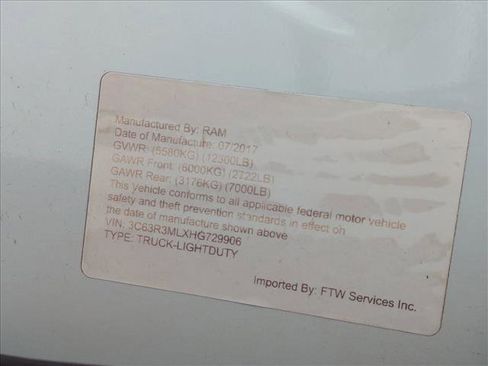 Manufactured By: RAM
Date of Manufacture: 07/2017
GVWR: (5580KG) (12300LB)
GAWR Front: (6000KG) (2722LB)
GAWR Rear: (3176KG) (7000LB)
This Vehicle conforms to all applicable federal motor vehicle
safety and theft prevention standards in effect on
the date of manufacture shown above
VIN: 3C63R3MLXHG729906
TYPE: TRUCK-LIGHTDUTY
Imported By: FTW Services Inc.